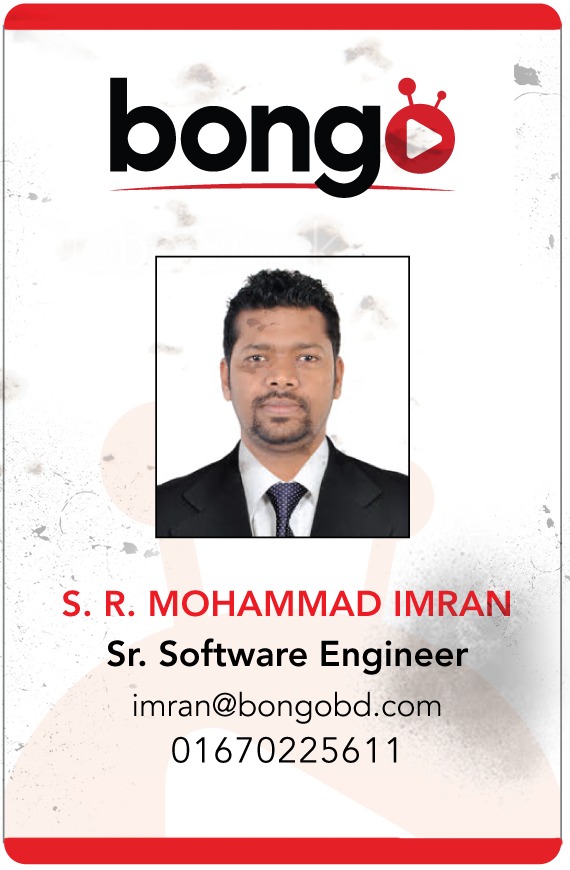 bongo
S. R. MOHAMMAD IMRAN
Sr. Software Engineer
imran@bongobd.com
01670225611